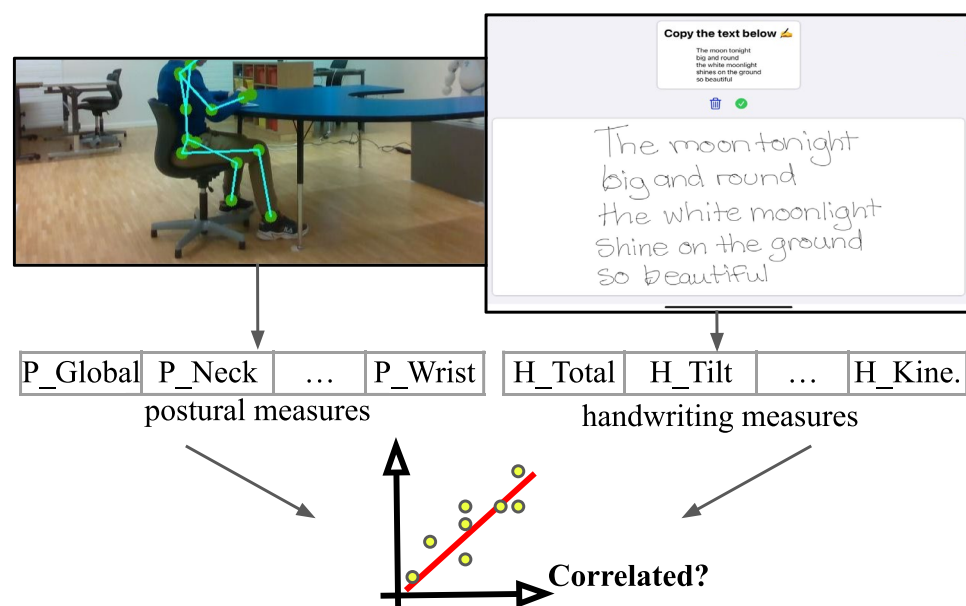 Copy the text below ✍️
The moon tonight
big and round
the white moonlight
shines on the ground
so beautiful
The moon tonight
big and round
the white moonlight
shine on the ground
so beautiful
P_Global P_Neck … P_Wrist
postural measures
H_Total H_Tilt … H_Kine.
handwriting measures
Correlated?